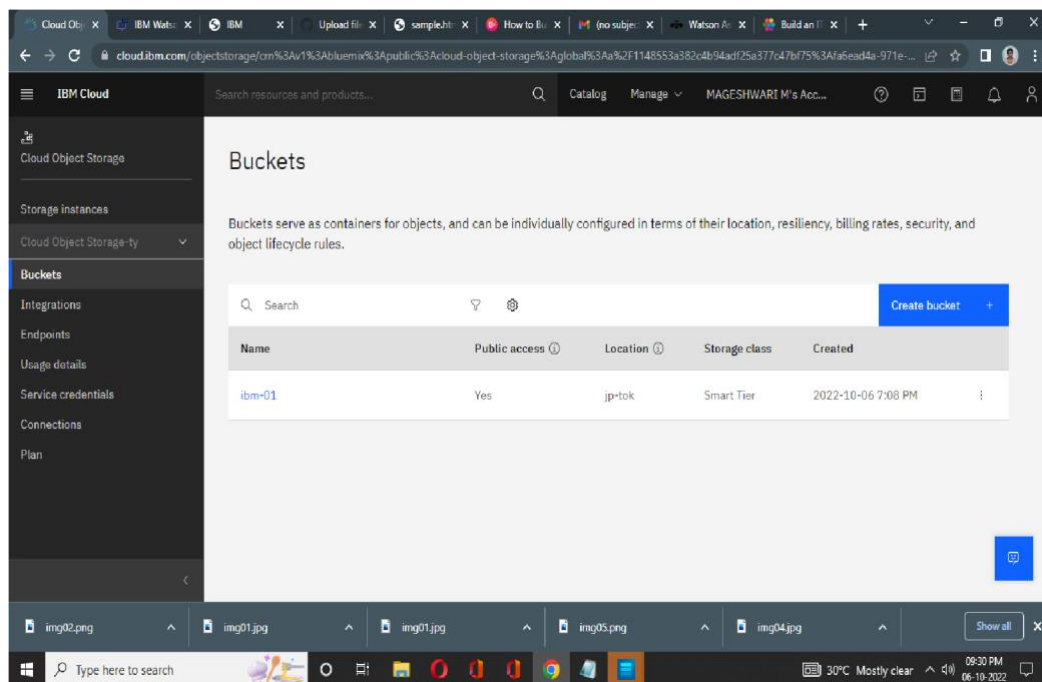 Cloud Obj
IBM Wats
IBM
Upload file
sample.ht
How to Bu
(no subjec
Watson As
Build an IT
cloud.ibm.com/objectstorage/crn%3Av1%3Abluemix%3Apublic%3Acloud-object-storage%3Aglobal%3Aa%2F1148553a382c4b94adf25a377c47bf75%3Afa6ead4a-971e-...
IBM Cloud
Search resources and products...
Catalog
Manage
MAGESHWARI M's Acc...
Cloud Object Storage
Storage instances
Cloud Object Storage-ty
Buckets
Integrations
Endpoints
Usage details
Service credentials
Connections
Plan
Buckets
Buckets serve as containers for objects, and can be individually configured in terms of their location, resiliency, billing rates, security, and
object lifecycle rules.
Search
Create bucket +
Name Public access Location Storage class Created
ibm-01 Yes jp-tok Smart Tier 2022-10-06 7:08 PM
img02.png
img01.jpg
img01.jpg
img05.png
img04.jpg
Show all
Type here to search
30°C Mostly clear
09:30 PM
06-10-2022